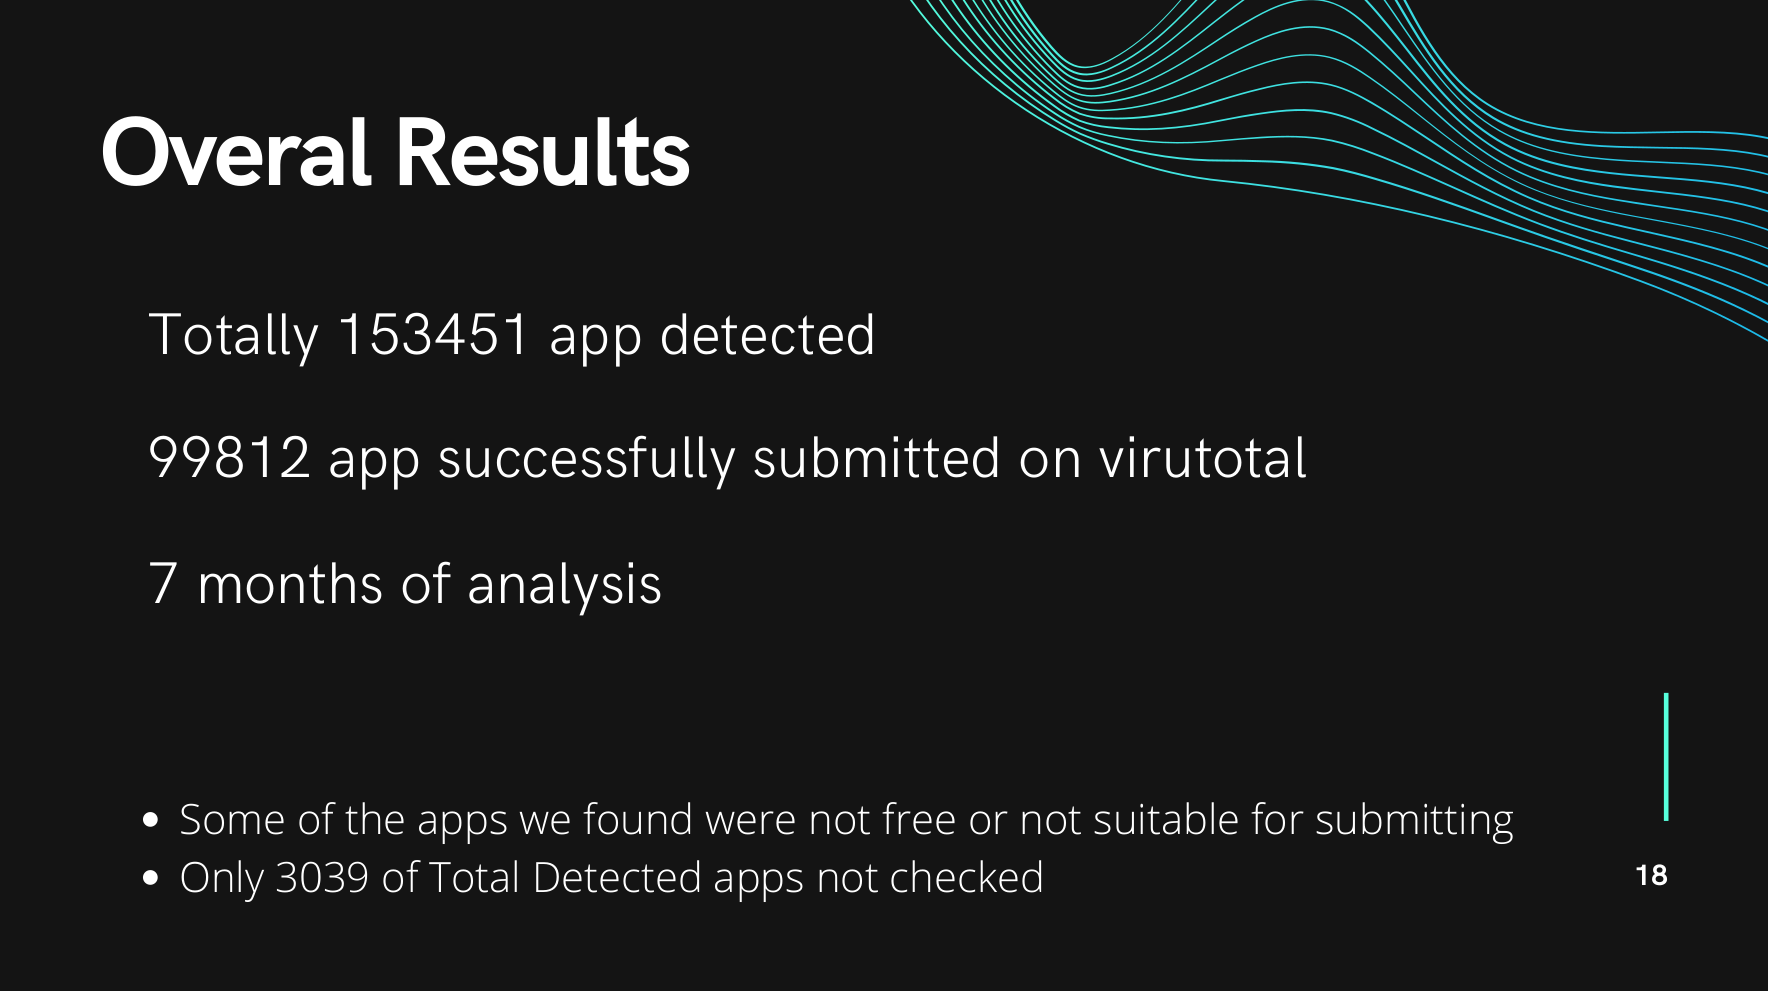 Overal Results
Totally 153451 app detected
99812 app successfully submitted on virutotal
7 months of analysis
• Some of the apps we found were not free or not suitable for submitting
• Only 3039 of Total Detected apps not checked
18